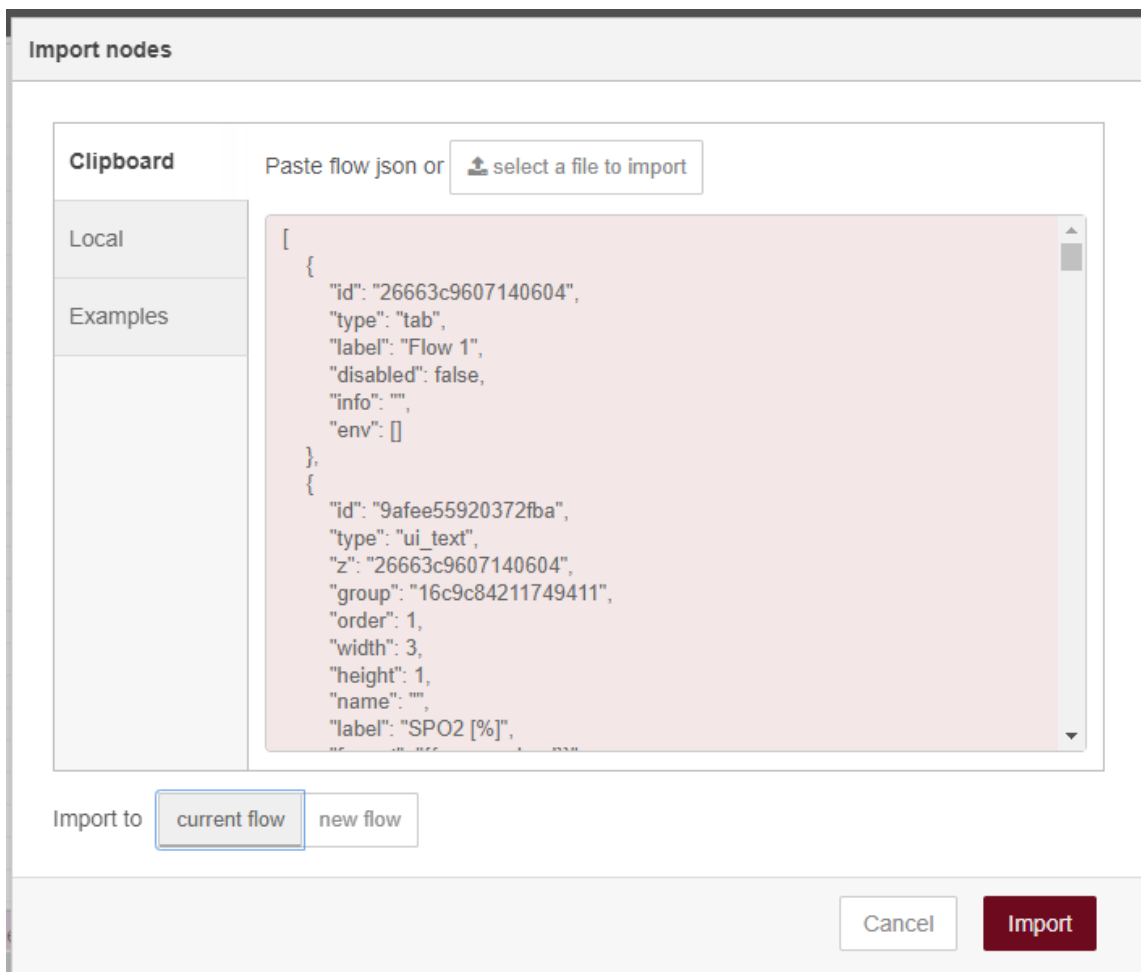 Import nodes
Clipboard
Paste flow json or
select a file to import
Local
Examples
[
{
"id": "26663c9607140604",
"type": "tab",
"label": "Flow 1",
"disabled": false,
"info": "",
"env": []
},
{
"id": "9afee55920372fba",
"type": "ui_text",
"z": "26663c9607140604",
"group": "16c9c84211749411",
"order": 1,
"width": 3,
"height": 1,
"name": "",
"label": "SPO2 [%]",
Import to
current flow
new flow
Cancel
Import